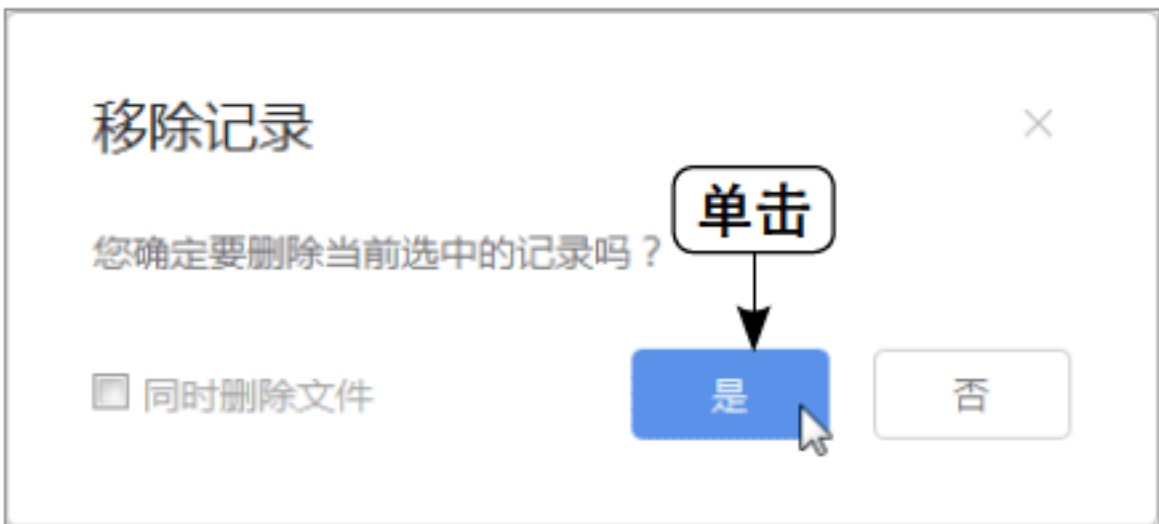 移除记录
单击
您确定要删除当前选中的记录吗？
同时删除文件
是
否